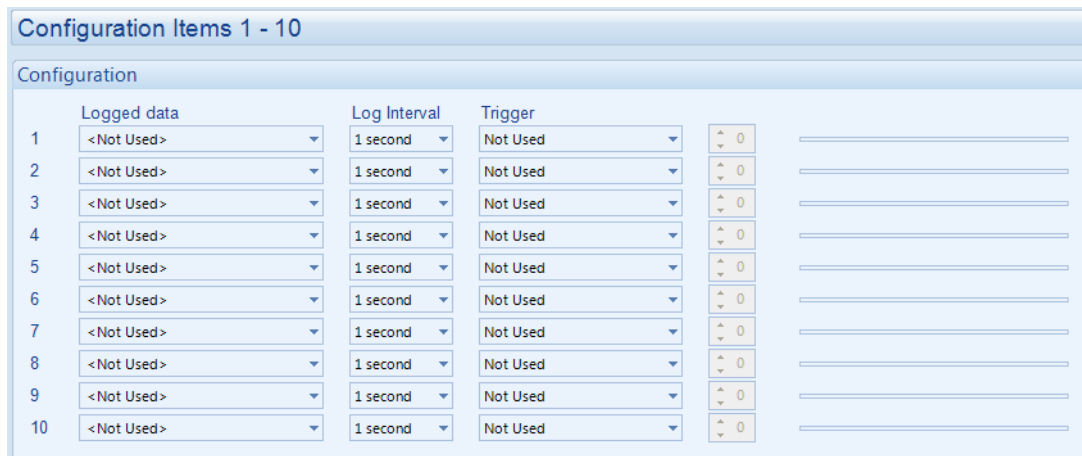 Configuration Items 1 - 10
Configuration
Logged data Log Interval Trigger
1 <Not Used> 1 second Not Used 0
2 <Not Used> 1 second Not Used 0
3 <Not Used> 1 second Not Used 0
4 <Not Used> 1 second Not Used 0
5 <Not Used> 1 second Not Used 0
6 <Not Used> 1 second Not Used 0
7 <Not Used> 1 second Not Used 0
8 <Not Used> 1 second Not Used 0
9 <Not Used> 1 second Not Used 0
10 <Not Used> 1 second Not Used 0